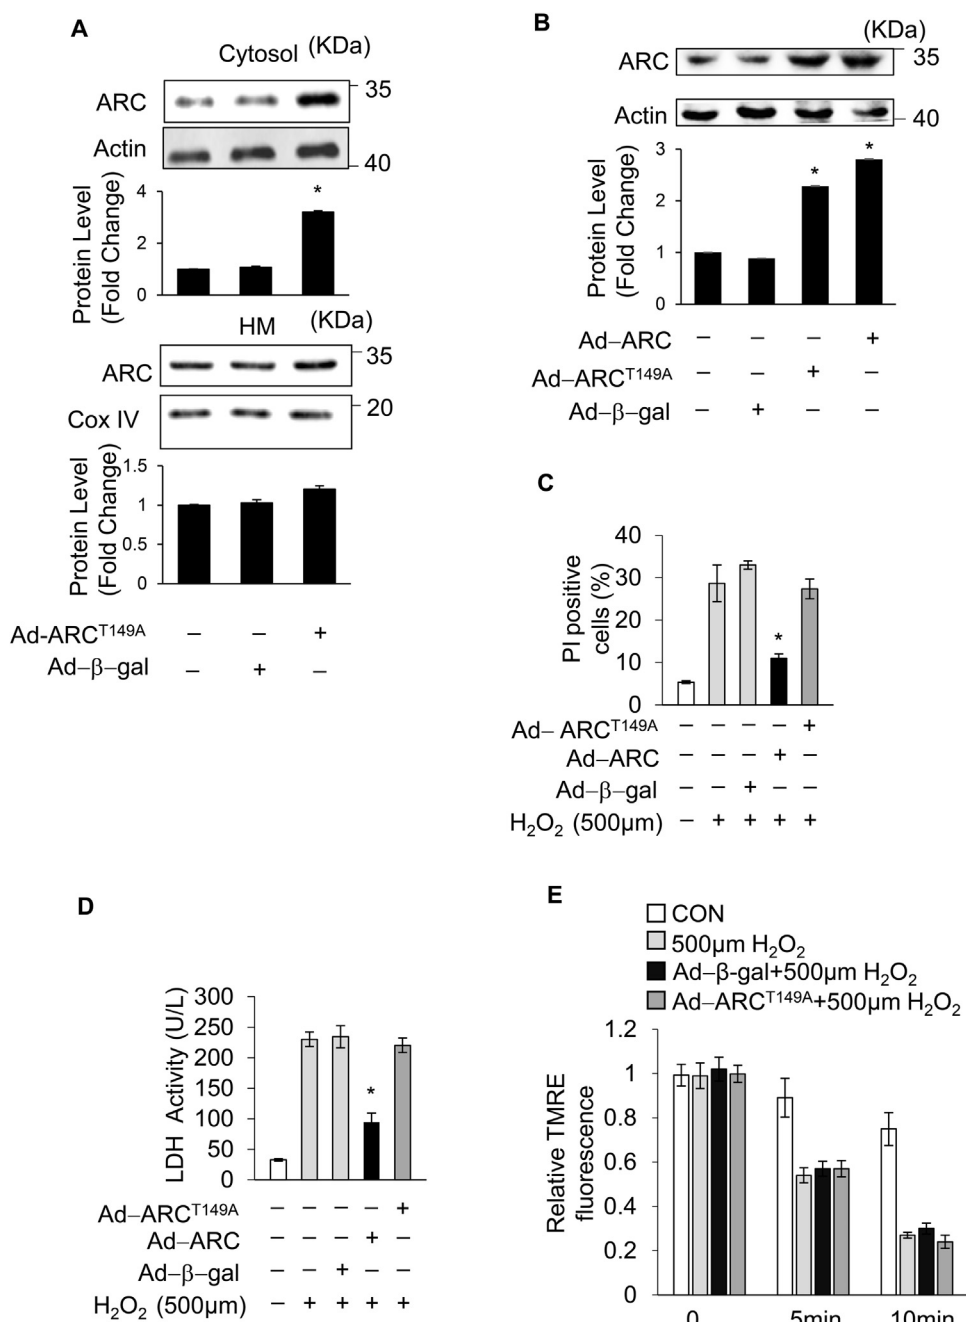 A
Cytosol (KDa)
ARC
35
Actin
40
Protein Level
(Fold Change)
4
*
2
0
HM (KDa)
ARC
35
Cox IV
20
Protein Level
(Fold Change)
1.5
1
0.5
0
Ad-ARCT149A – – +
Ad–β–gal – + –
B
(KDa)
ARC
35
Actin
40
Protein Level
(Fold Change)
3
* *
2
1
0
Ad–ARC – – – +
Ad–ARCT149A – – + –
Ad–β–gal – + – –
C
PI positive
cells (%)
40
30
20
10
0
*
Ad– ARCT149A – – – – +
Ad–ARC – – – + –
Ad–β–gal – – + – –
H2O2 (500µm) – + + + +
D
LDH Activity (U/L)
300
250
200
150
100
50
0
*
Ad–ARCT149A – – – – +
Ad–ARC – – – + –
Ad–β–gal – – + – –
H2O2 (500µm) – + + + +
E
CON
500µm H2O2
Ad–β-gal+500µm H2O2
Ad–ARCT149A+500µm H2O2
Relative TMRE
fluorescence
1.2
1
0.8
0.6
0.4
0.2
0
0 5min 10min